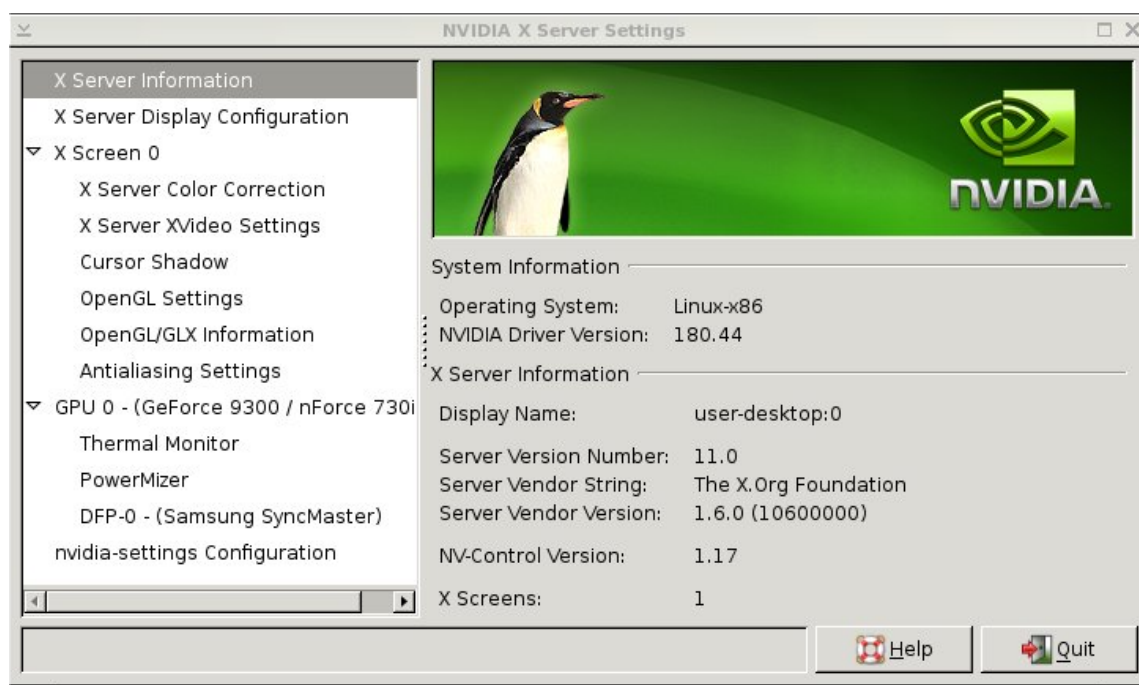 NVIDIA X Server Settings
X Server Information
X Server Display Configuration
X Screen 0
X Server Color Correction
X Server XVideo Settings
Cursor Shadow
OpenGL Settings
OpenGL/GLX Information
Antialiasing Settings
GPU 0 - (GeForce 9300 / nForce 730i
Thermal Monitor
PowerMizer
DFP-0 - (Samsung SyncMaster)
nvidia-settings Configuration
NVIDIA.
System Information
Operating System: Linux-x86
NVIDIA Driver Version: 180.44
X Server Information
Display Name: user-desktop:0
Server Version Number: 11.0
Server Vendor String: The X.Org Foundation
Server Vendor Version: 1.6.0 (10600000)
NV-Control Version: 1.17
X Screens: 1
Help
Quit